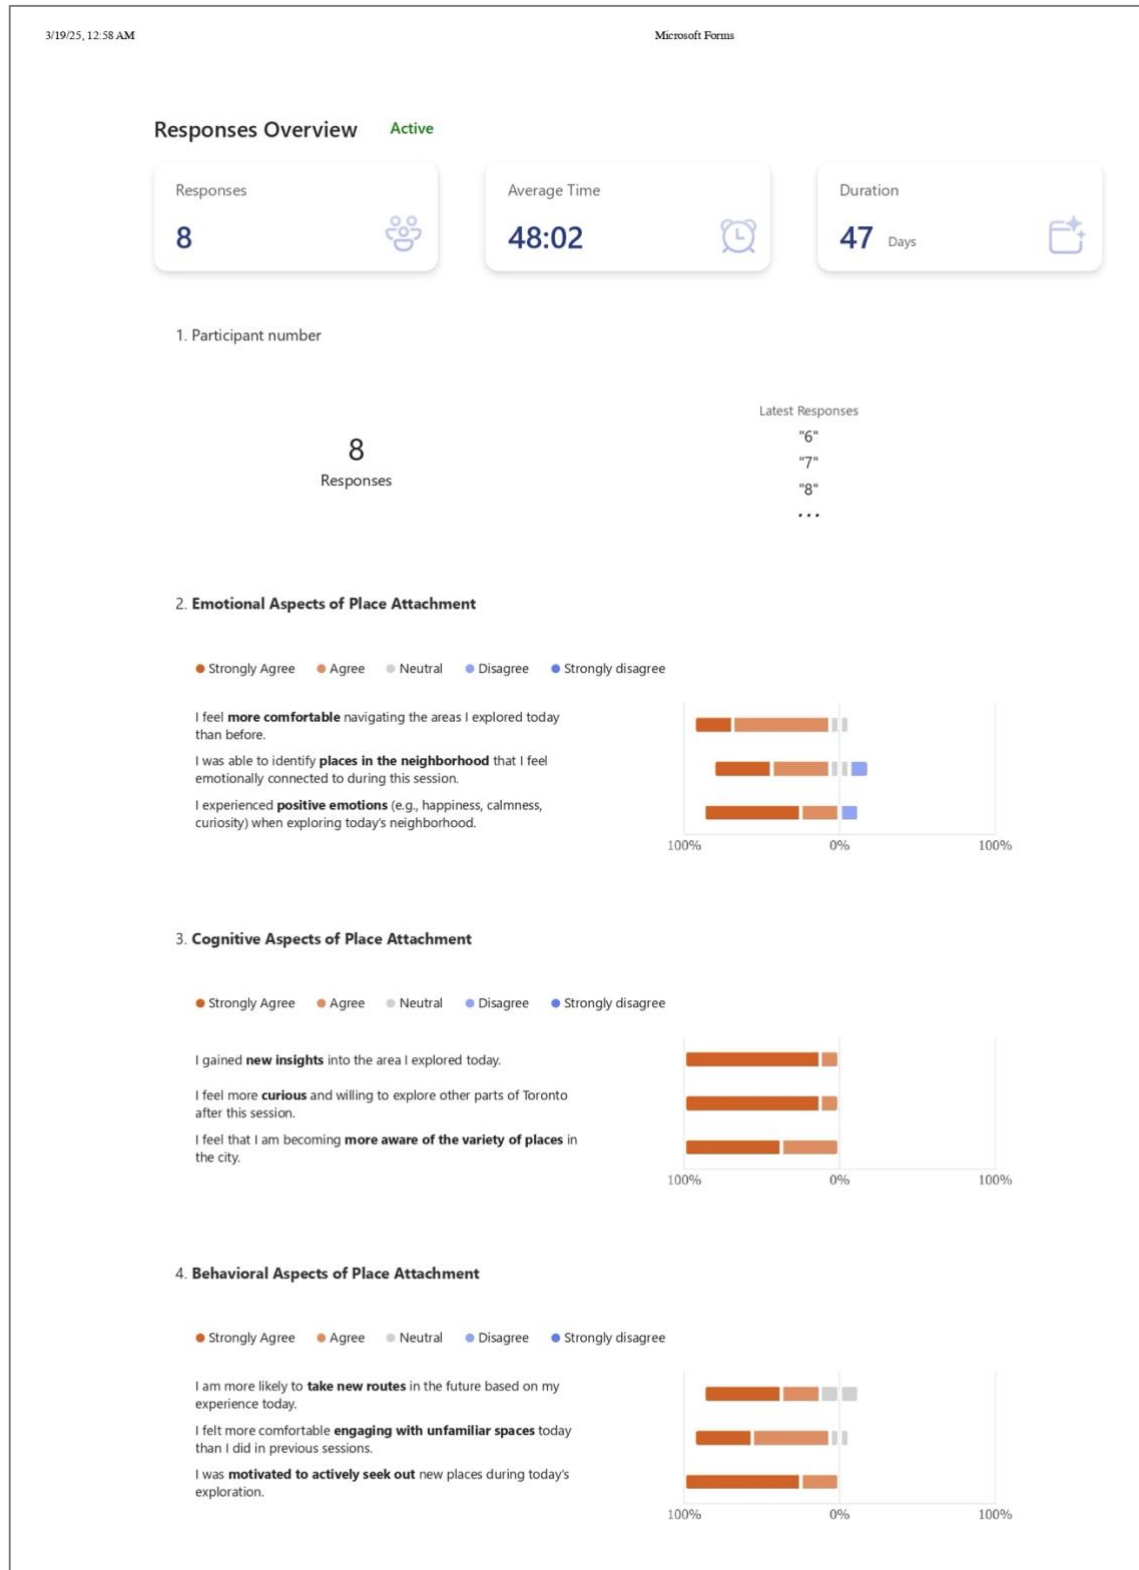 3/19/25, 12:58 AM Microsoft Forms
Responses Overview Active
Responses Average Time Duration
8 48:02 47 Days
1. Participant number
Latest Responses
"6"
8
"7"
Responses
"8"
...
2. Emotional Aspects of Place Attachment
Strongly Agree Agree Neutral Disagree Strongly disagree
I feel more comfortable navigating the areas I explored today
than before.
I was able to identify places in the neighborhood that I feel
emotionally connected to during this session.
I experienced positive emotions (e.g., happiness, calmness,
curiosity) when exploring today's neighborhood.
100% 0% 100%
3. Cognitive Aspects of Place Attachment
Strongly Agree Agree Neutral Disagree Strongly disagree
I gained new insights into the area I explored today.
I feel more curious and willing to explore other parts of Toronto
after this session.
I feel that I am becoming more aware of the variety of places in
the city.
100% 0% 100%
4. Behavioral Aspects of Place Attachment
Strongly Agree Agree Neutral Disagree Strongly disagree
I am more likely to take new routes in the future based on my
experience today.
I felt more comfortable engaging with unfamiliar spaces today
than I did in previous sessions.
I was motivated to actively seek out new places during today's
exploration.
100% 0% 100%